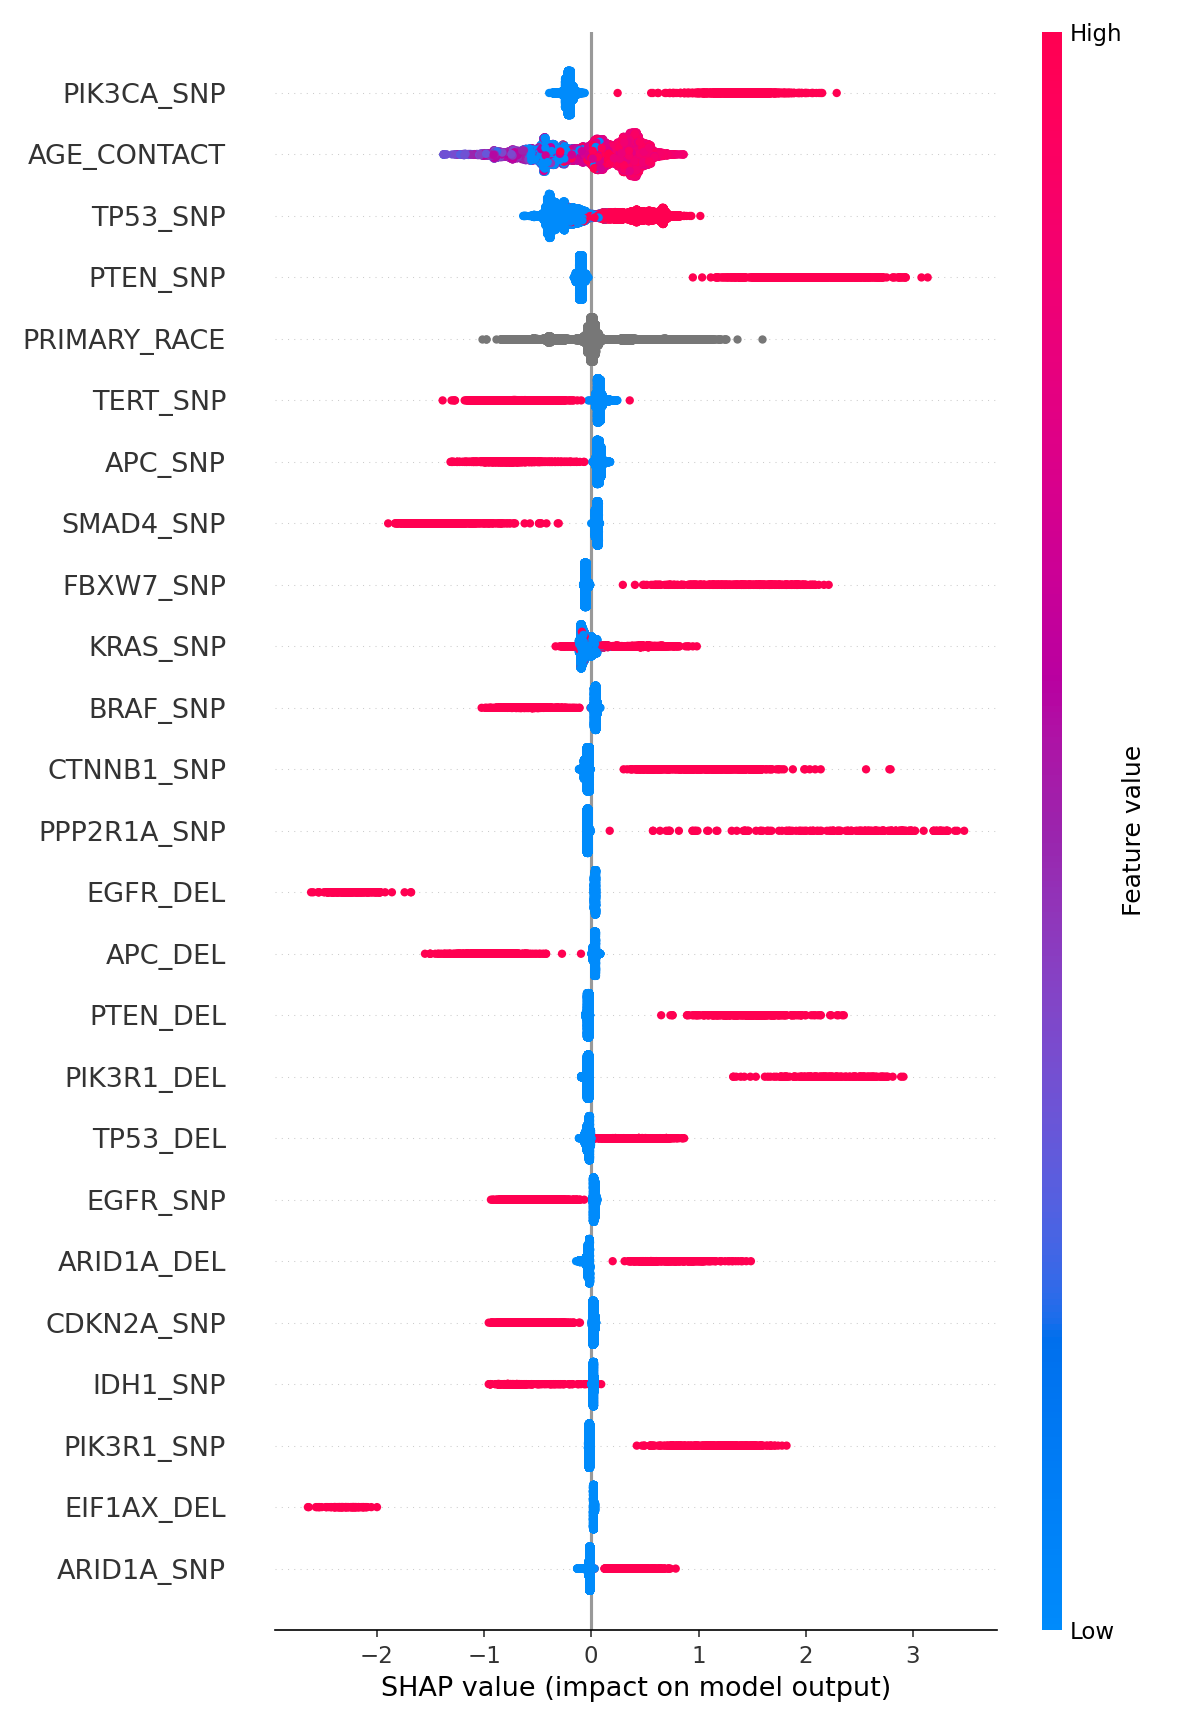 High
PIK3CA_SNP
AGE_CONTACT
TP53_SNP
PTEN_SNP
PRIMARY_RACE
TERT_SNP
APC_SNP
SMAD4_SNP
FBXW7_SNP
KRAS_SNP
BRAF_SNP
CTNNB1_SNP
PPP2R1A_SNP
EGFR_DEL
APC_DEL
PTEN_DEL
PIK3R1_DEL
TP53_DEL
EGFR_SNP
ARID1A_DEL
CDKN2A_SNP
IDH1_SNP
PIK3R1_SNP
EIF1AX_DEL
ARID1A_SNP
Feature value
Low
−2 −1 0 1 2 3
SHAP value (impact on model output)